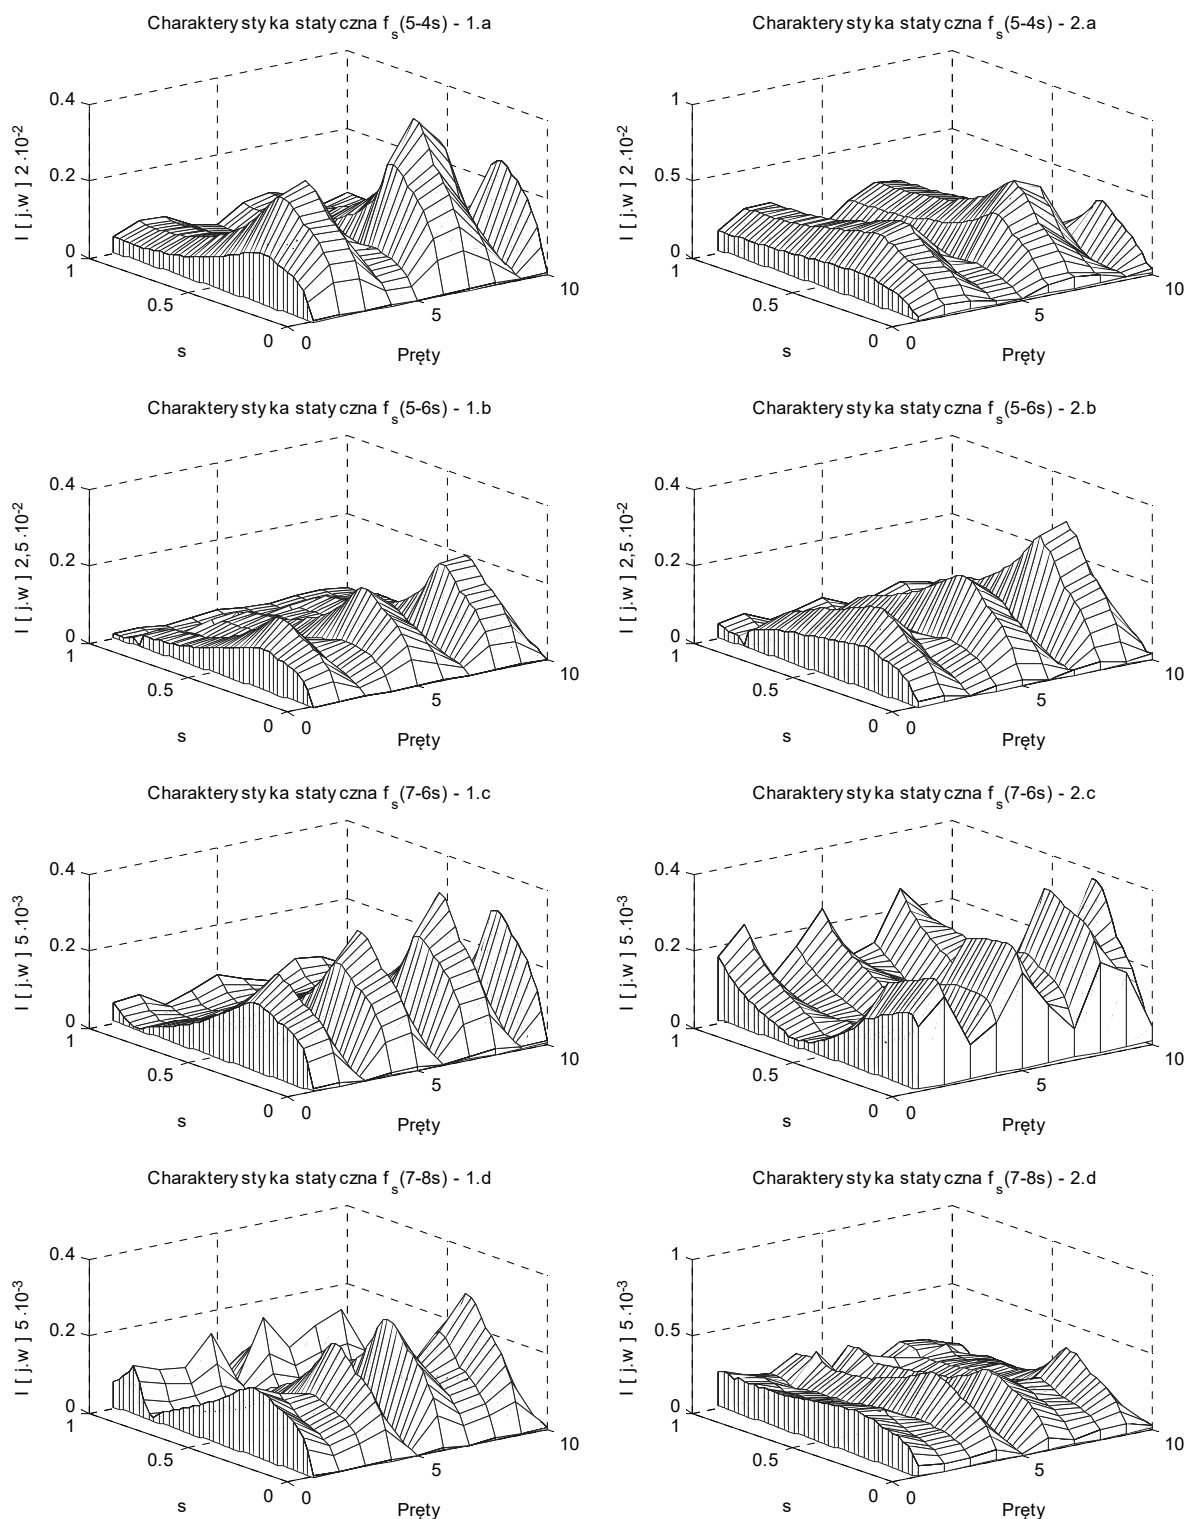 Charakterystyka statyczna f_s(5-4s) - 1.a
0.4
0.2
0
I [ j.w ] 2 ·10^-2
1
0.5
0
s
0
5
10
Pręty
Charakterystyka statyczna f_s(5-4s) - 2.a
1
0.5
0
I [ j.w ] 2 ·10^-2
1
0.5
0
s
0
5
10
Pręty
Charakterystyka statyczna f_s(5-6s) - 1.b
0.4
0.2
0
I [ j.w ] 2,5 ·10^-2
1
0.5
0
s
0
5
10
Pręty
Charakterystyka statyczna f_s(5-6s) - 2.b
0.4
0.2
0
I [ j.w ] 2,5 ·10^-2
1
0.5
0
s
0
5
10
Pręty
Charakterystyka statyczna f_s(7-6s) - 1.c
0.4
0.2
0
I [ j.w ] 5 ·10^-3
1
0.5
0
s
0
5
10
Pręty
Charakterystyka statyczna f_s(7-6s) - 2.c
0.4
0.2
0
I [ j.w ] 5 ·10^-3
1
0.5
0
s
0
5
10
Pręty
Charakterystyka statyczna f_s(7-8s) - 1.d
0.4
0.2
0
I [ j.w ] 5 ·10^-3
1
0.5
0
s
0
5
10
Pręty
Charakterystyka statyczna f_s(7-8s) - 2.d
1
0.5
0
I [ j.w ] 5 ·10^-3
1
0.5
0
s
0
5
10
Pręty